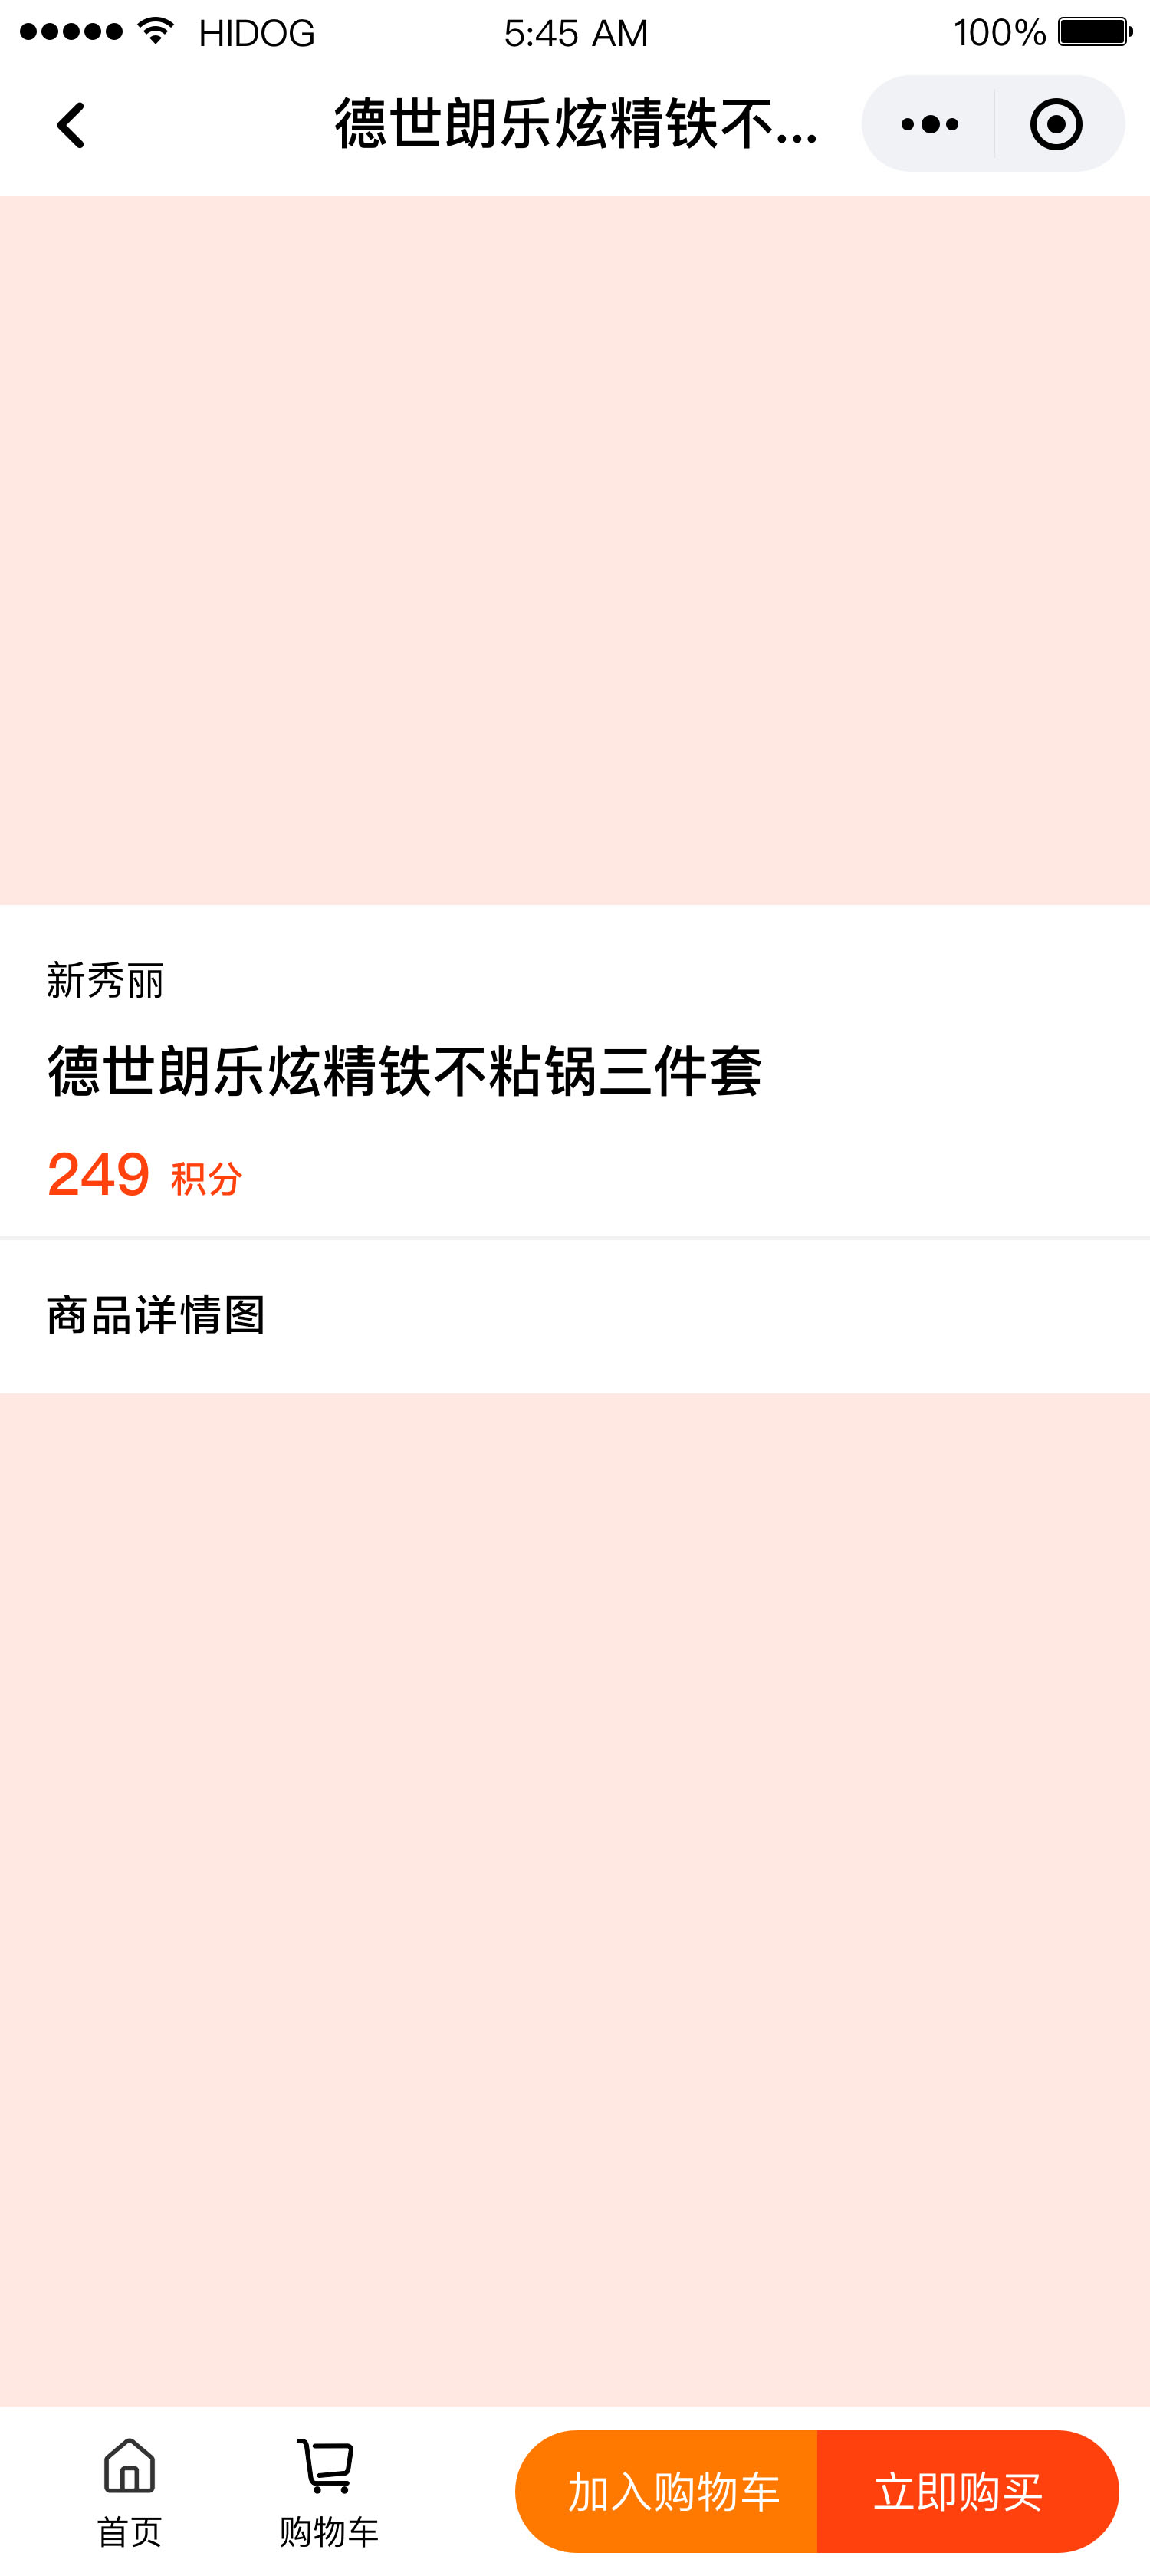 HIDOG 5:45 AM 100%
德世朗乐炫精铁不...
新秀丽
德世朗乐炫精铁不粘锅三件套
249 积分
商品详情图
首页 购物车 加入购物车 立即购买